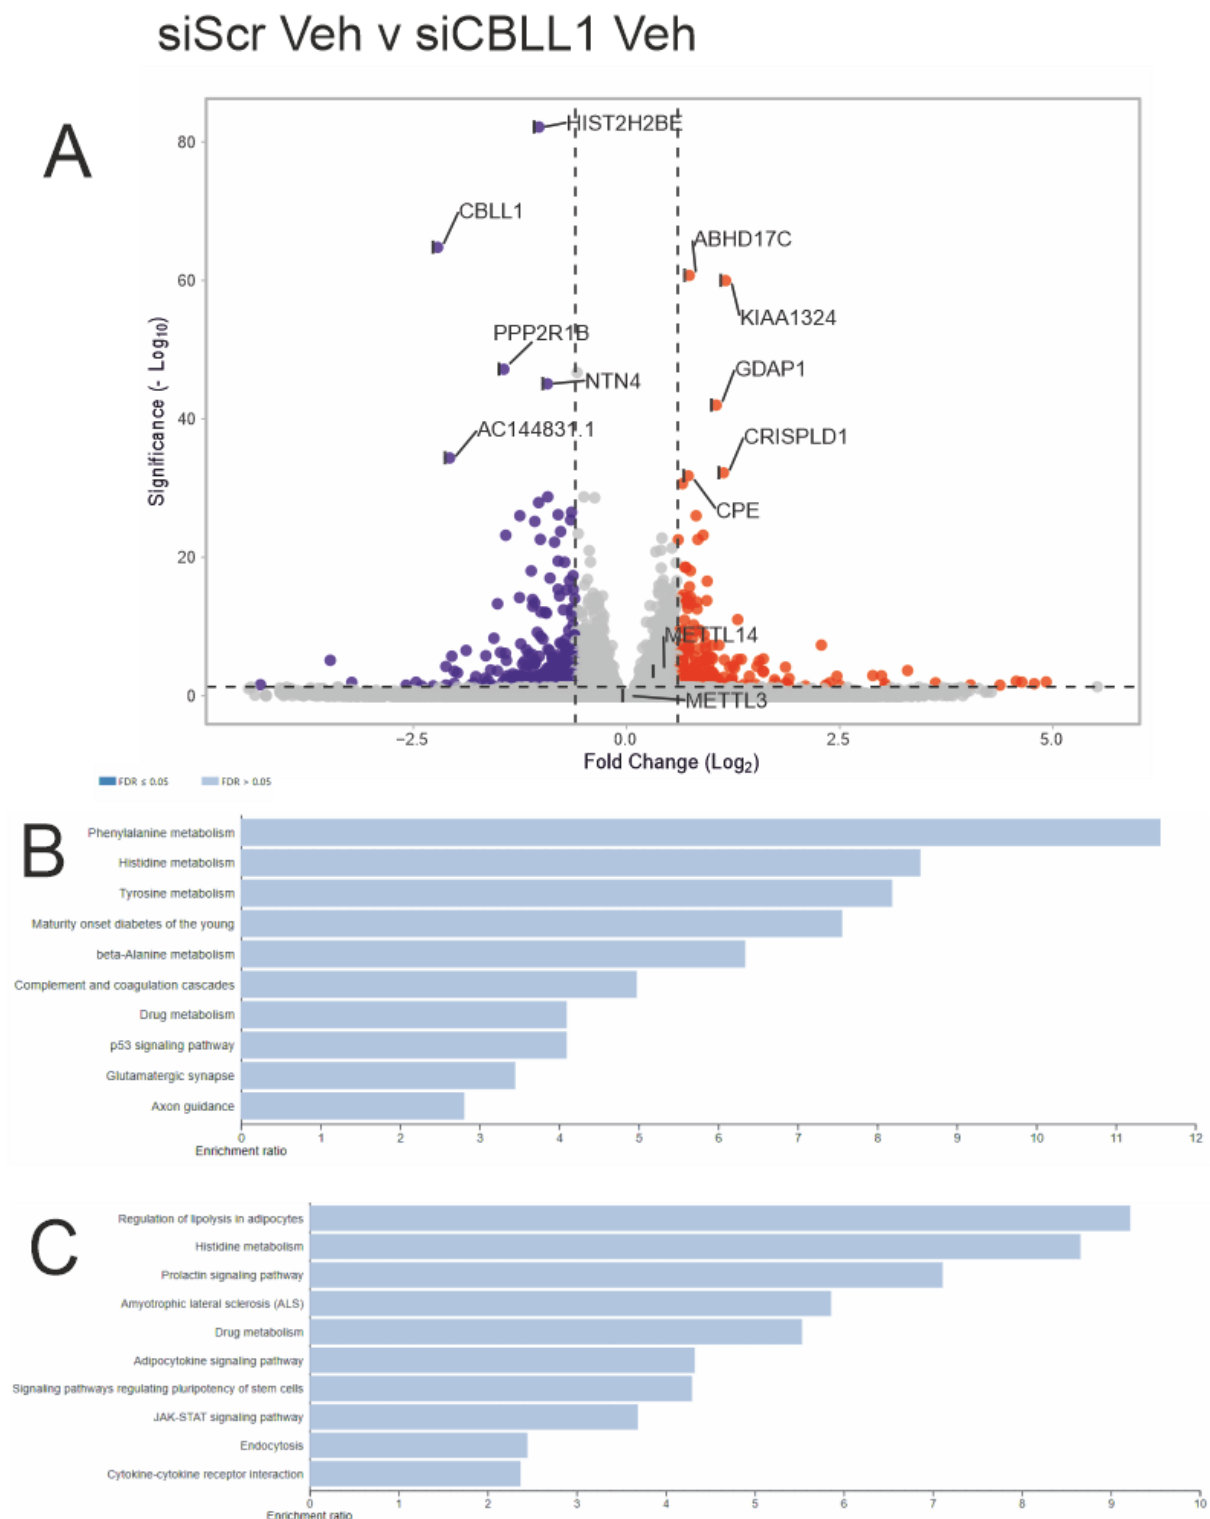 siScr Veh v siCBLL1 Veh
A
HIST2H2BE
CBLL1
ABHD17C
KIAA1324
PPP2R1B
NTN4
GDAP1
AC144831.1
CRISPLD1
CPE
METTL14
METTL3
80
60
40
20
0
Significance (- Log10)
−2.5 0.0 2.5 5.0
Fold Change (Log2)
FDR ≤ 0.05 FDR > 0.05
B
Phenylalanine metabolism
Histidine metabolism
Tyrosine metabolism
Maturity onset diabetes of the young
beta-Alanine metabolism
Complement and coagulation cascades
Drug metabolism
p53 signaling pathway
Glutamatergic synapse
Axon guidance
0 1 2 3 4 5 6 7 8 9 10 11 12
Enrichment ratio
C
Regulation of lipolysis in adipocytes
Histidine metabolism
Prolactin signaling pathway
Amyotrophic lateral sclerosis (ALS)
Drug metabolism
Adipocytokine signaling pathway
Signaling pathways regulating pluripotency of stem cells
JAK-STAT signaling pathway
Endocytosis
Cytokine-cytokine receptor interaction
0 1 2 3 4 5 6 7 8 9 10
Enrichment ratio